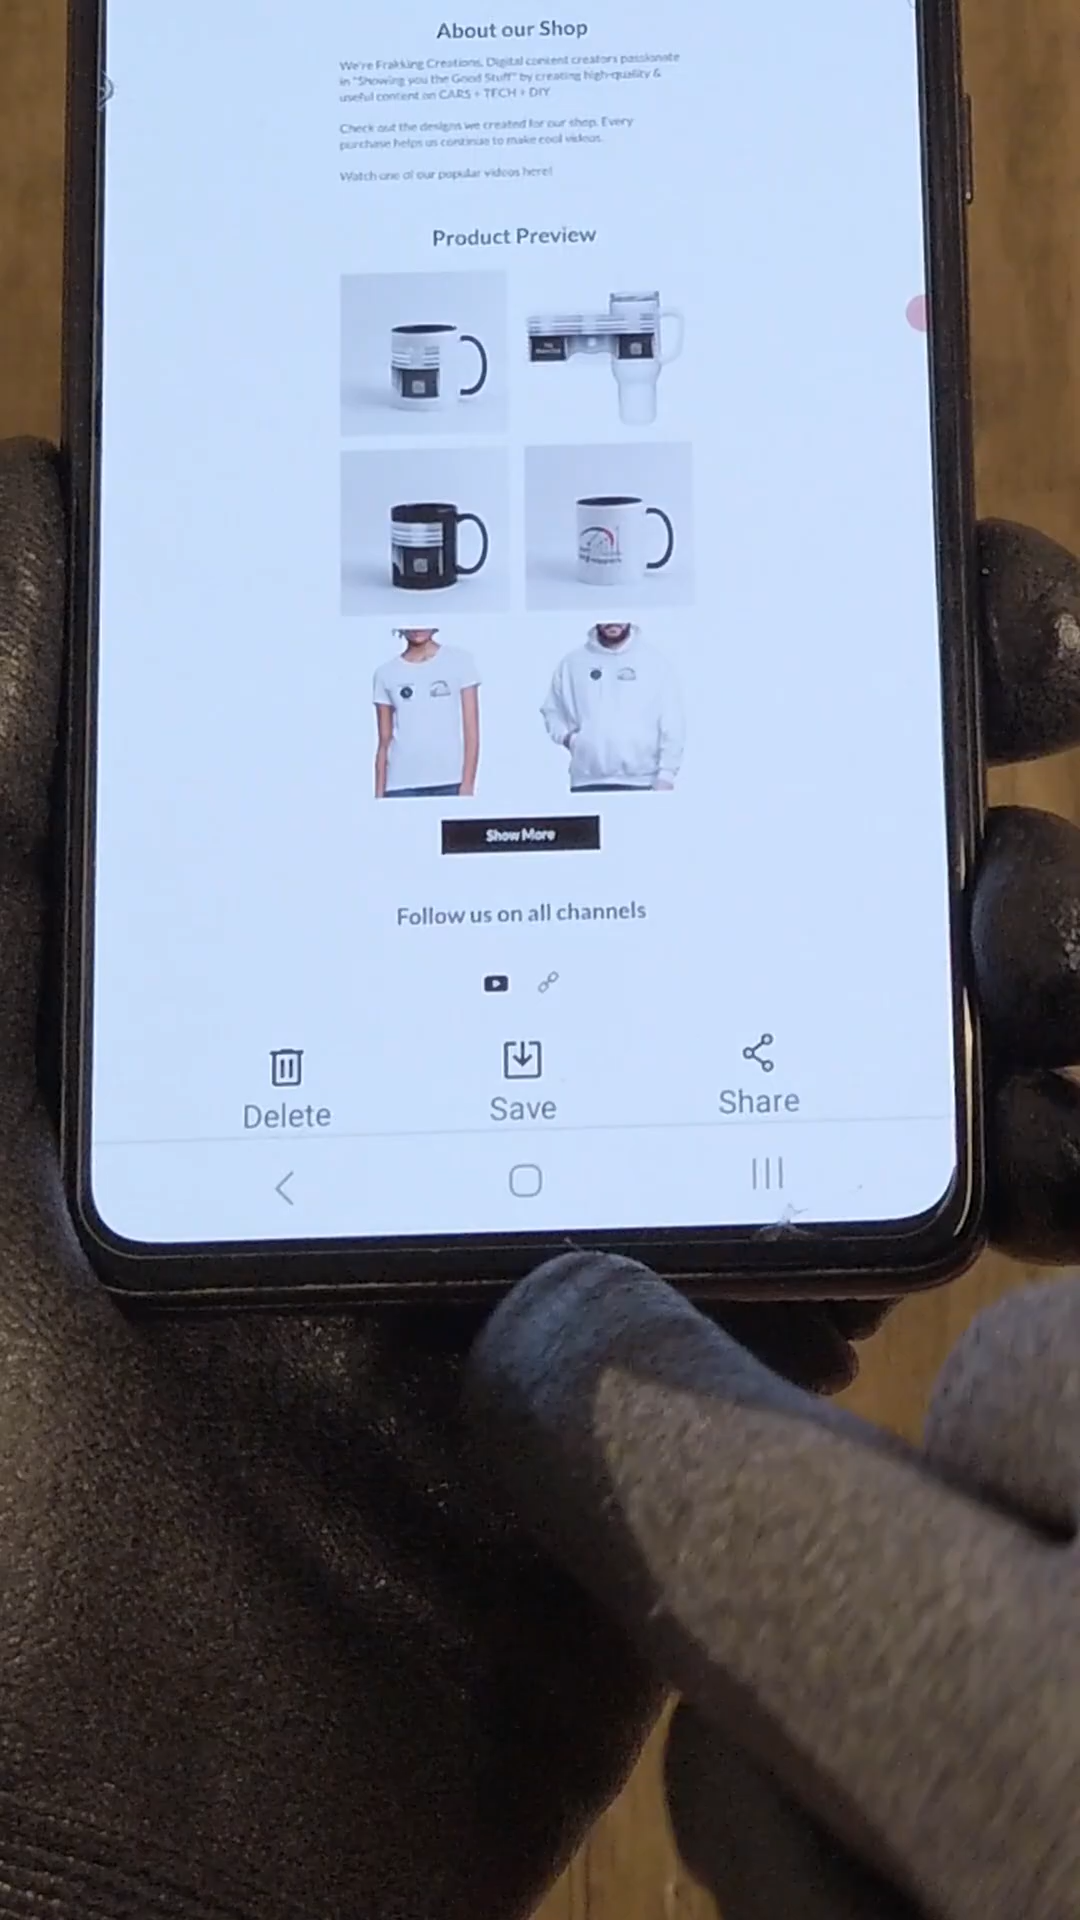 About our Shop
We're Frakking Creations. Digital content creators passionate
in "Showing you the Good Stuff" by creating high-quality &
useful content on CARS + TECH + DIY
Check out the designs we created for our shop. Every
purchase helps us continue to make cool videos.
Watch one of our popular videos here!
Product Preview
Show More
Follow us on all channels
Delete
Save
Share